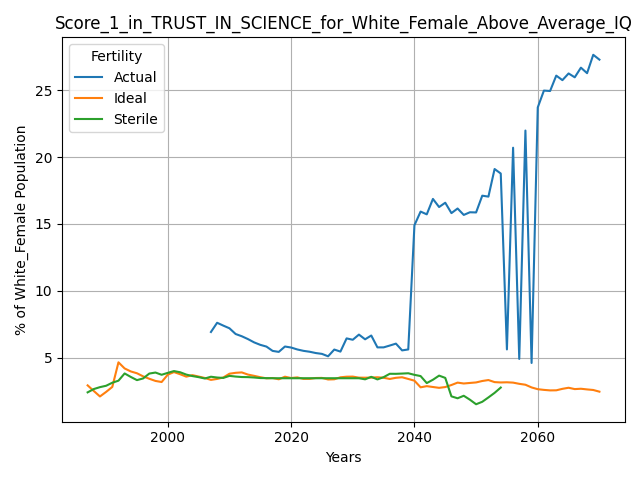 Score_1_in_TRUST_IN_SCIENCE_for_White_Female_Above_Average_IQ
Fertility
Actual
Ideal
Sterile
% of White_Female Population
25
20
15
10
5
2000
2020
2040
2060
Years